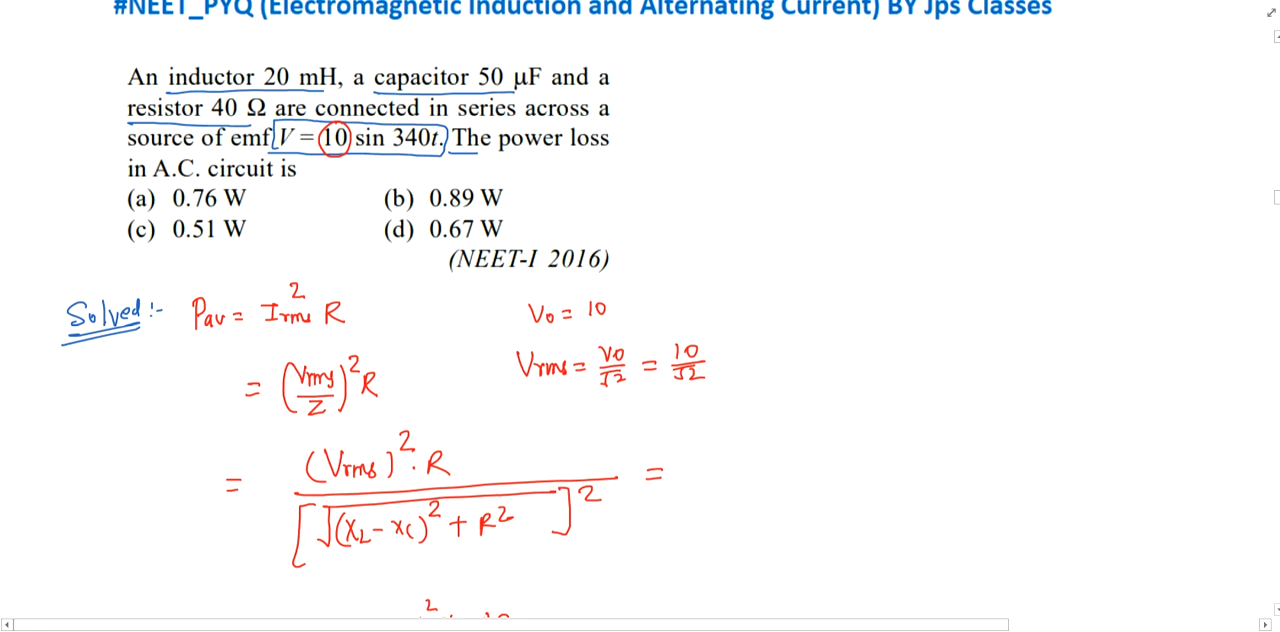 #NEET_PYQ (Electromagnetic Induction and Alternating Current) BY Jps Classes
An inductor 20 mH, a capacitor 50 μF and a
resistor 40 Ω are connected in series across a
source of emf V = 10 sin 340t. The power loss
in A.C. circuit is
(a) 0.76 W (b) 0.89 W
(c) 0.51 W (d) 0.67 W
(NEET-I 2016)
Solved :- Pav = Irms² R V0 = 10
= (Vrms/Z)² R Vrms = V0/√2 = 10/√2
= (Vrms)² · R / [√(XL - XC)² + R²]² =